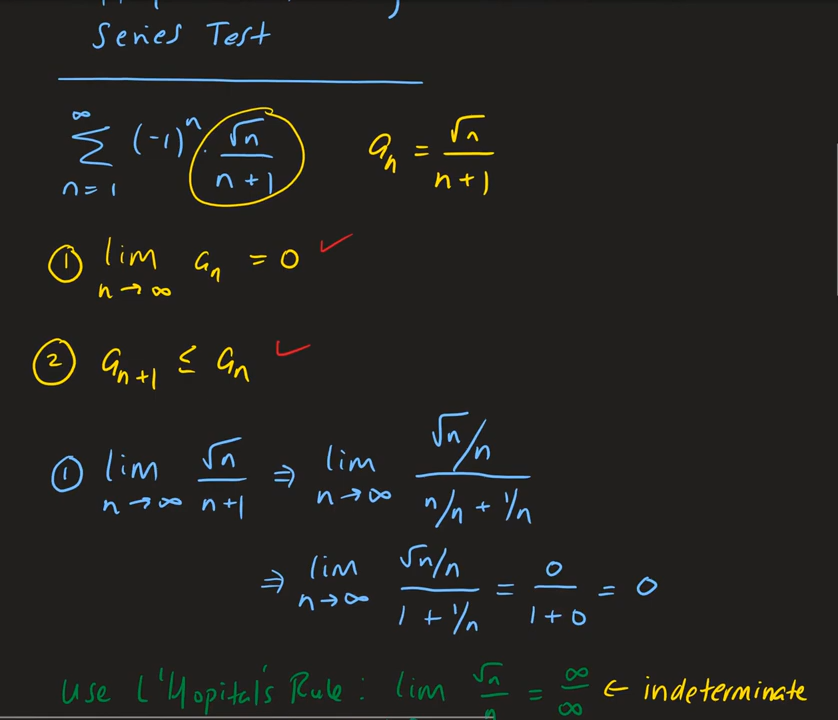 Series Test
∞
∑ (-1)ⁿ · √n / n + 1    aₙ = √n / n + 1
n = 1
① lim n → ∞ aₙ = 0 ✓
② aₙ₊₁ ≤ aₙ ✓
① lim n → ∞ √n / n+1 ⇒ lim n → ∞ (√n/n) / (n/n + 1/n)
⇒ lim n → ∞ (√n/n) / (1 + 1/n) = 0 / 1 + 0 = 0
Use L'Hopital's Rule : lim √n / n = ∞ / ∞ ← indeterminate